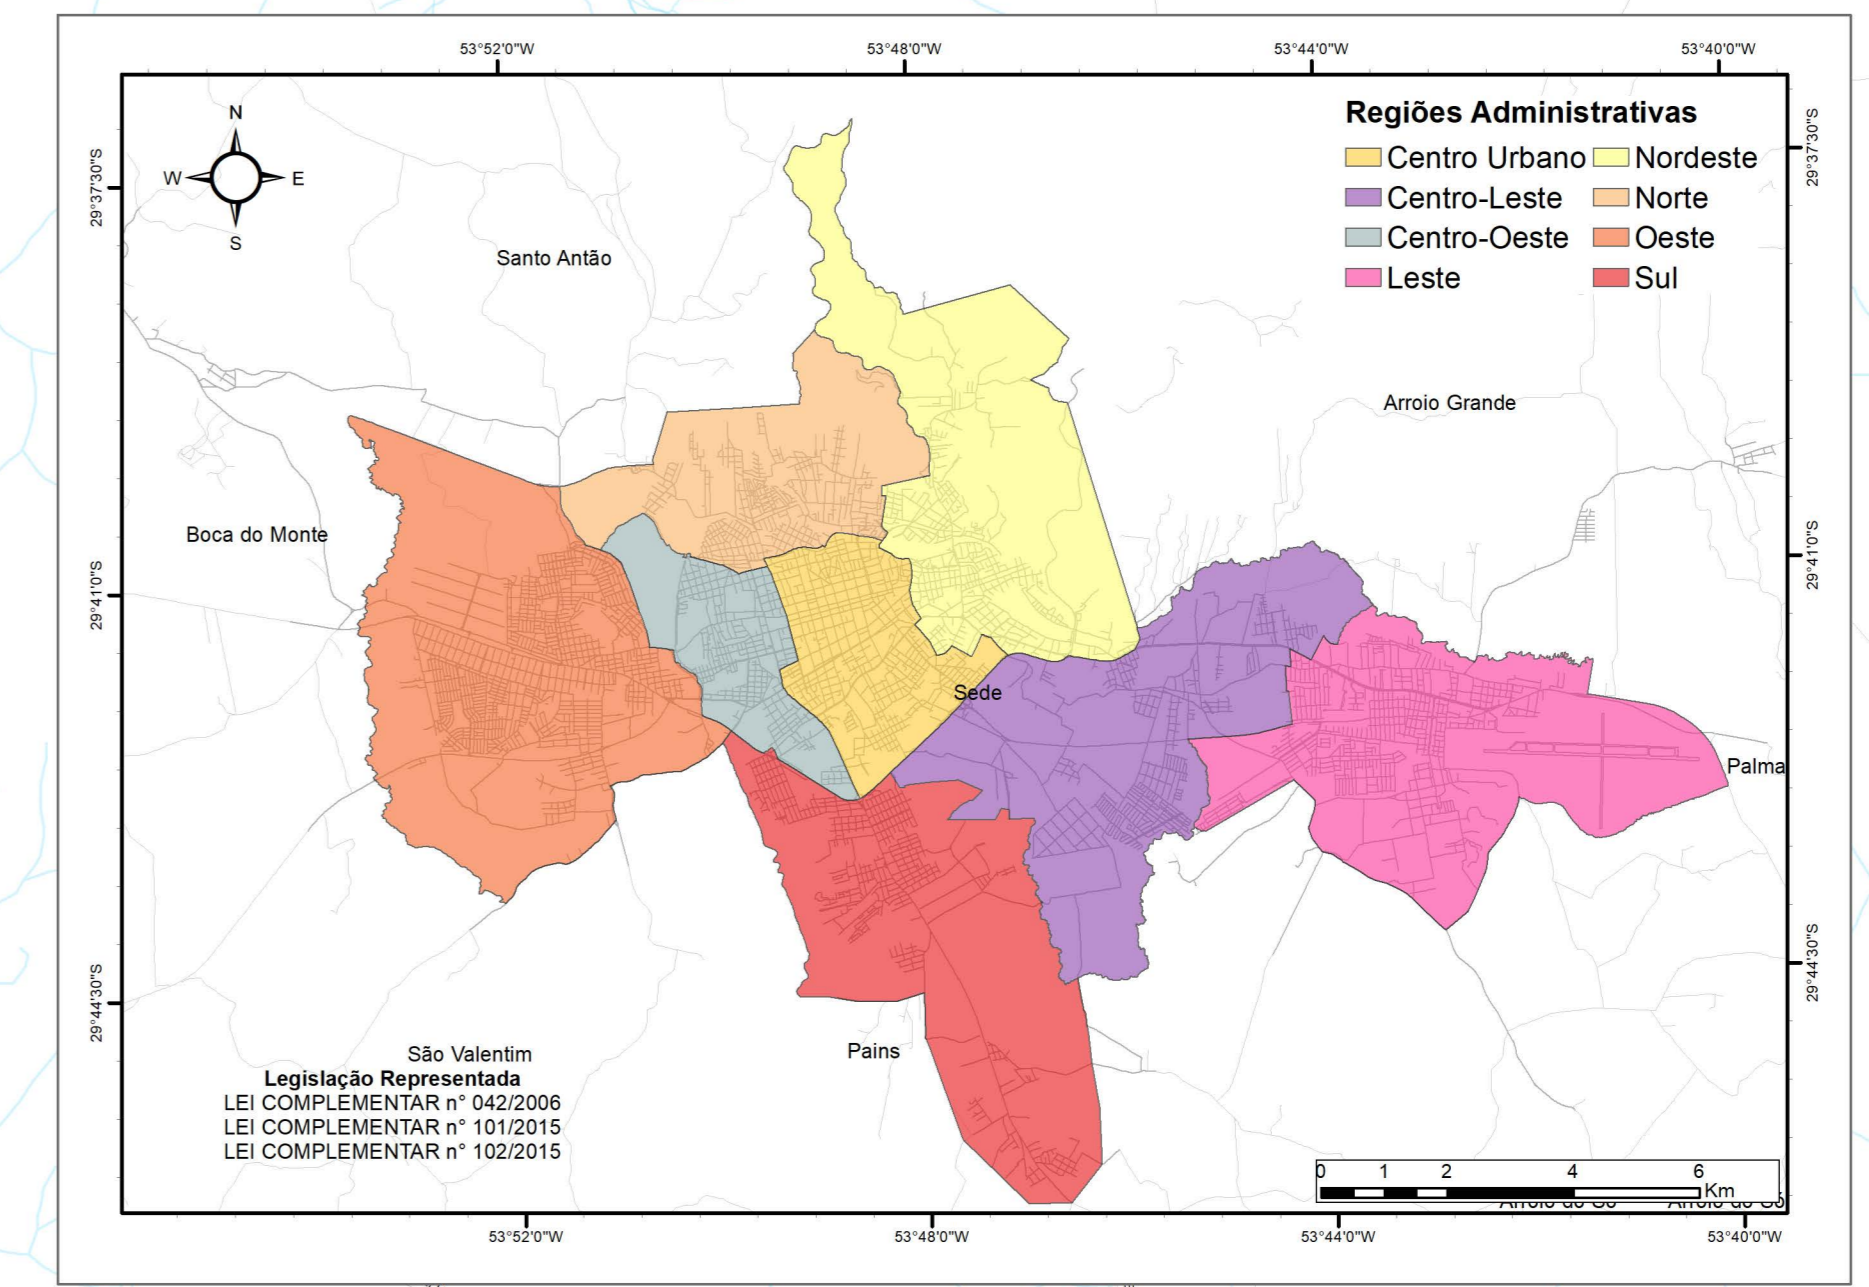 53°52'0"W 53°48'0"W 53°44'0"W 53°40'0"W
N
W E
S
29°37'30"S
29°37'30"S
Regiões Administrativas
Centro Urbano Nordeste
Centro-Leste Norte
Centro-Oeste Oeste
Leste Sul
Santo Antão
Arroio Grande
Boca do Monte
29°41'0"S
29°41'0"S
Sede
Palma
29°44'30"S
29°44'30"S
Pains
São Valentim
Legislação Representada
LEI COMPLEMENTAR n° 042/2006
LEI COMPLEMENTAR n° 101/2015
LEI COMPLEMENTAR n° 102/2015
0 1 2 4 6
Km
53°52'0"W 53°48'0"W 53°44'0"W 53°40'0"W